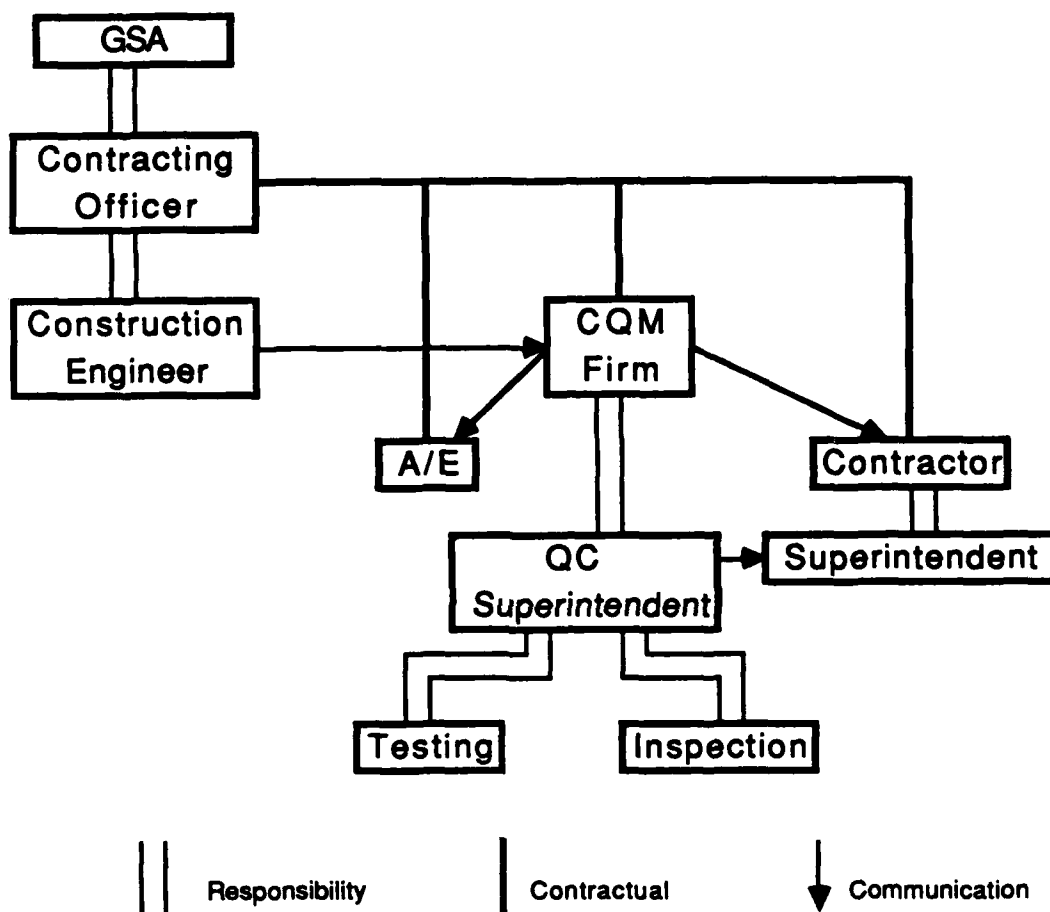 GSA
Contracting
Officer
Construction
Engineer
CQM
Firm
A/E
Contractor
QC
Superintendent
Superintendent
Testing
Inspection
Responsibility
Contractual
Communication